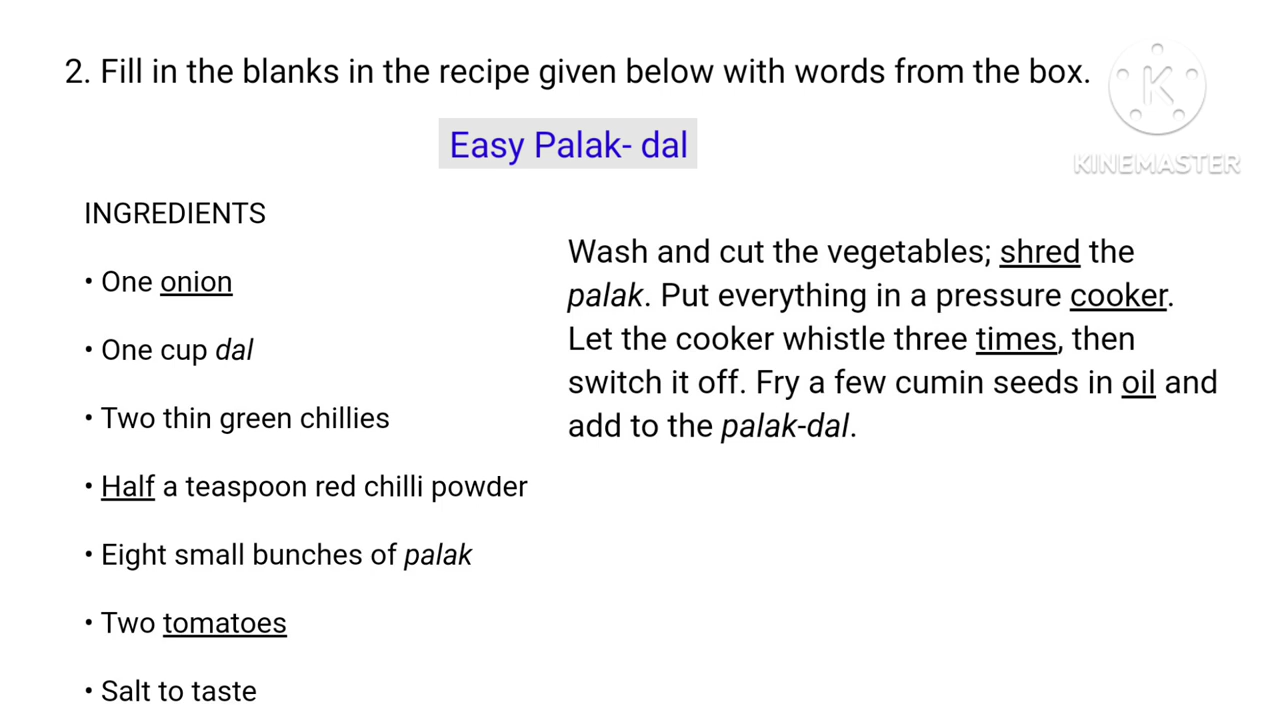 2. Fill in the blanks in the recipe given below with words from the box.
KINEMASTER
Easy Palak- dal
INGREDIENTS
• One onion
• One cup dal
• Two thin green chillies
• Half a teaspoon red chilli powder
• Eight small bunches of palak
• Two tomatoes
• Salt to taste
Wash and cut the vegetables; shred the
palak. Put everything in a pressure cooker.
Let the cooker whistle three times, then
switch it off. Fry a few cumin seeds in oil and
add to the palak-dal.